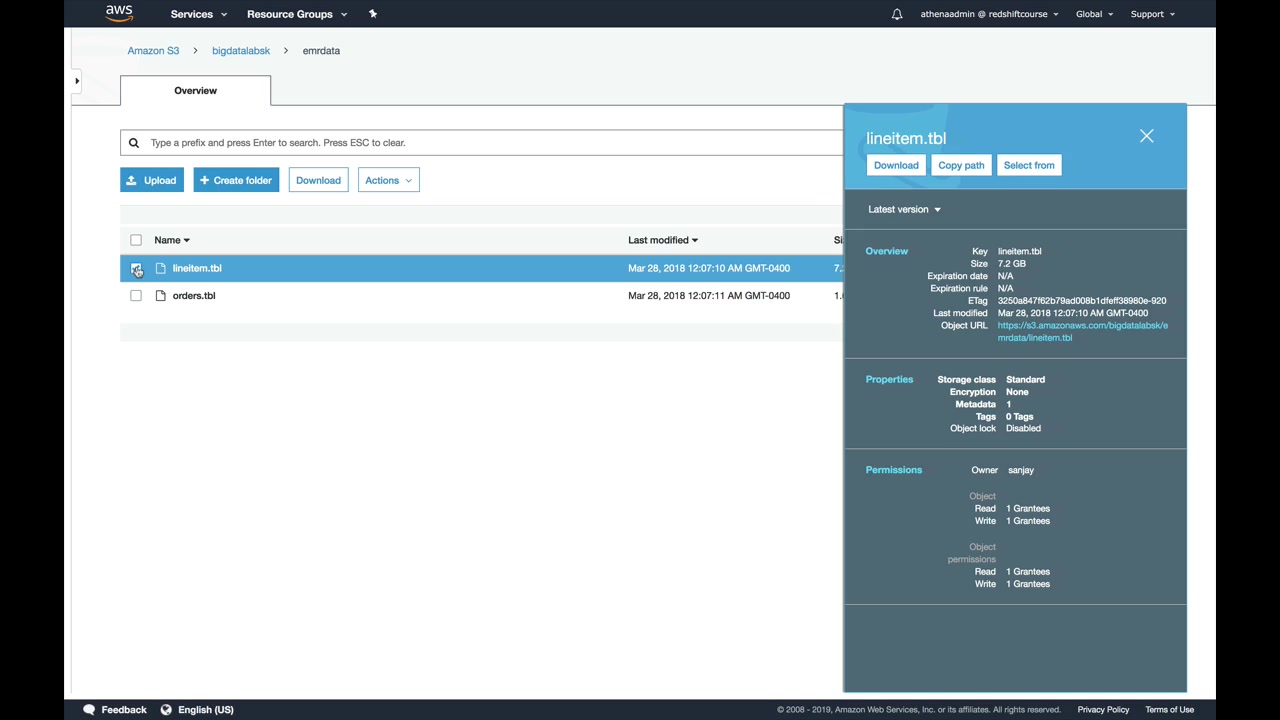 aws Services Resource Groups athenaadmin @ redshiftcourse Global Support
Amazon S3 > bigdatalabsk > emrdata
Overview
Type a prefix and press Enter to search. Press ESC to clear.
Upload + Create folder Download Actions
Name Last modified
lineitem.tbl Mar 28, 2018 12:07:10 AM GMT-0400
orders.tbl Mar 28, 2018 12:07:11 AM GMT-0400
lineitem.tbl
Download Copy path Select from
Latest version
Overview Key lineitem.tbl
Size 7.2 GB
Expiration date N/A
Expiration rule N/A
ETag 3250a847f62b79ad008b1dfeff38980e-920
Last modified Mar 28, 2018 12:07:10 AM GMT-0400
Object URL https://s3.amazonaws.com/bigdatalabsk/e
mrdata/lineitem.tbl
Properties Storage class Standard
Encryption None
Metadata 1
Tags 0 Tags
Object lock Disabled
Permissions Owner sanjay
Object
Read 1 Grantees
Write 1 Grantees
Object
permissions
Read 1 Grantees
Write 1 Grantees
Feedback English (US) © 2008 - 2019, Amazon Web Services, Inc. or its affiliates. All rights reserved. Privacy Policy Terms of Use